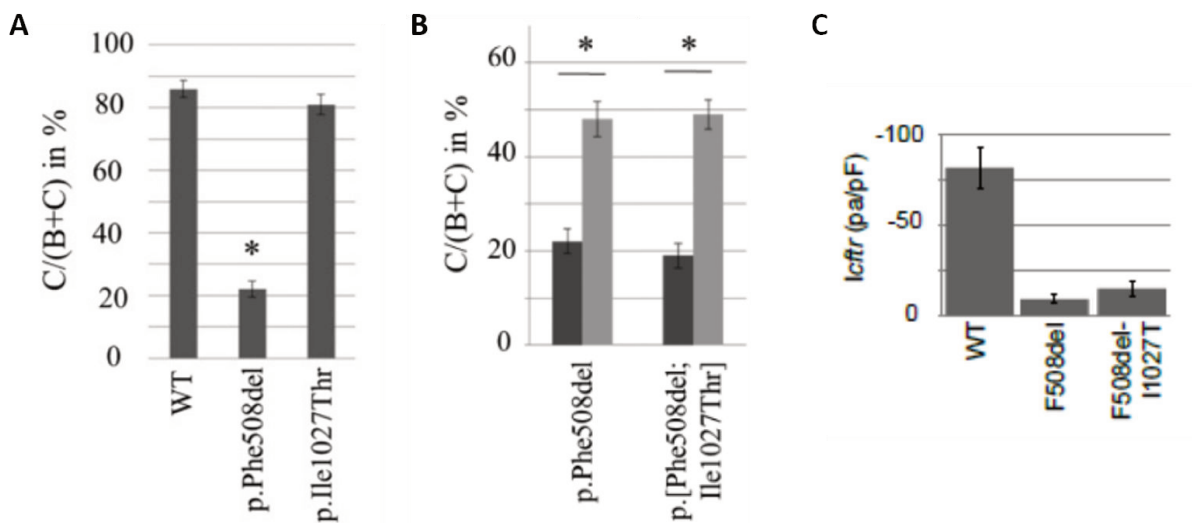 A
C/(B+C) in %
100
80
60
40
20
0
*
WT
p.Phe508del
p.Ile1027Thr
B
C/(B+C) in %
60
40
20
0
*
*
p.Phe508del
p.[Phe508del;
Ile1027Thr]
C
Icftr (pa/pF)
-100
-50
0
WT
F508del
F508del-
I1027T